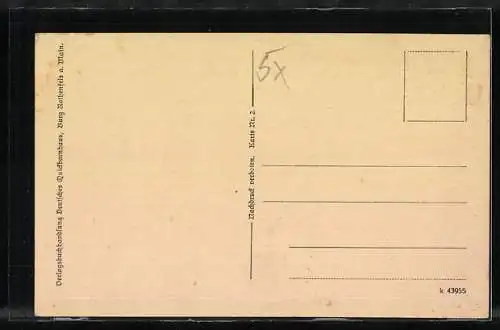 Verlagsbuchhandlung Deutsches Quickbornhaus, Burg Rothenfels a. Main.
5x
Nachdruck verboten. Karte Nr. 2.
k 43955